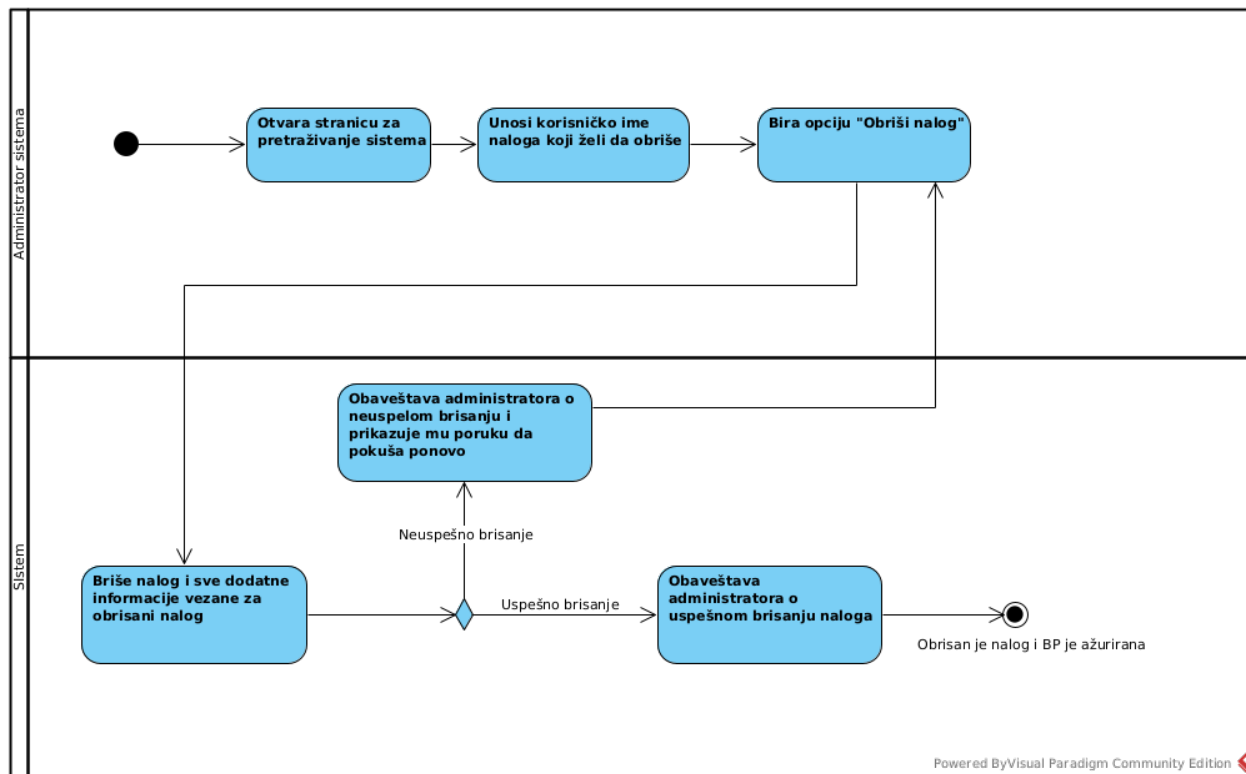 Administrator sistema
Otvara stranicu za
pretraživanje sistema
Unosi korisničko ime
naloga koji želi da obriše
Bira opciju "Obriši nalog"
SIstem
Obaveštava administratora o
neuspelom brisanju i
prikazuje mu poruku da
pokuša ponovo
Neuspešno brisanje
Briše nalog i sve dodatne
informacije vezane za
obrisani nalog
Uspešno brisanje
Obaveštava
administratora o
uspešnom brisanju naloga
Obrisan je nalog i BP je ažurirana
Powered ByVisual Paradigm Community Edition